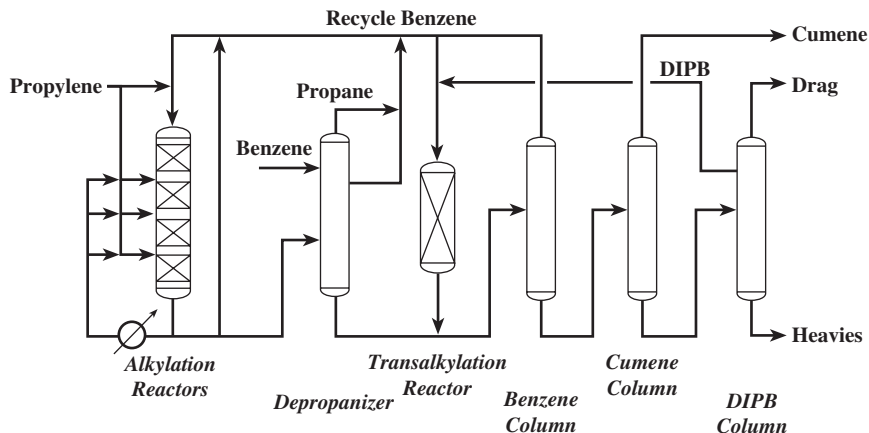 Recycle Benzene
Cumene
Propylene
DIPB
Drag
Propane
Benzene
Heavies
Alkylation
Reactors
Transalkylation
Reactor
Cumene
Column
Depropanizer
Benzene
Column
DIPB
Column